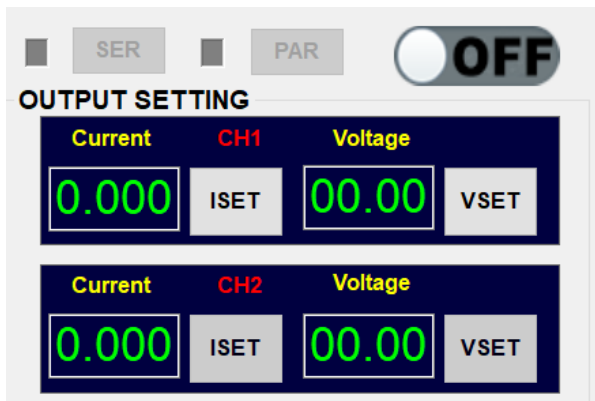 SER PAR OFF
OUTPUT SETTING
Current CH1 Voltage
0.000 ISET 00.00 VSET
Current CH2 Voltage
0.000 ISET 00.00 VSET